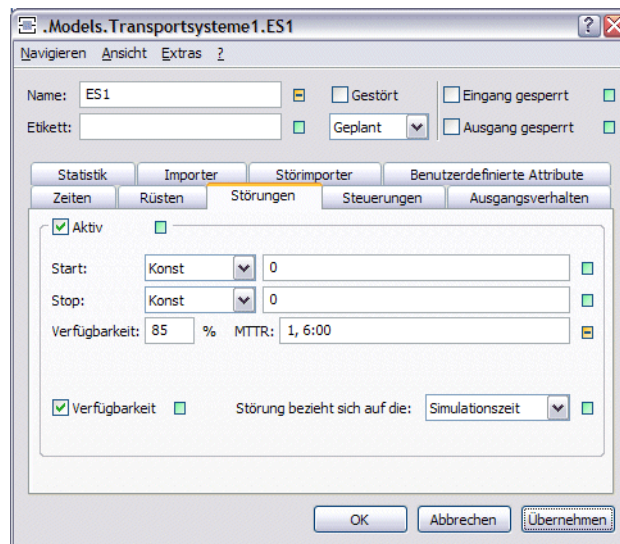 .Models.Transportsysteme1.ES1
Navigieren Ansicht Extras ?
Name: ES1 Gestört Eingang gesperrt
Etikett: Geplant Ausgang gesperrt
Statistik Importer Störimporter Benutzerdefinierte Attribute
Zeiten Rüsten Störungen Steuerungen Ausgangsverhalten
Aktiv
Start: Konst 0
Stop: Konst 0
Verfügbarkeit: 85 % MTTR: 1, 6:00
Verfügbarkeit Störung bezieht sich auf die: Simulationszeit
OK Abbrechen Übernehmen